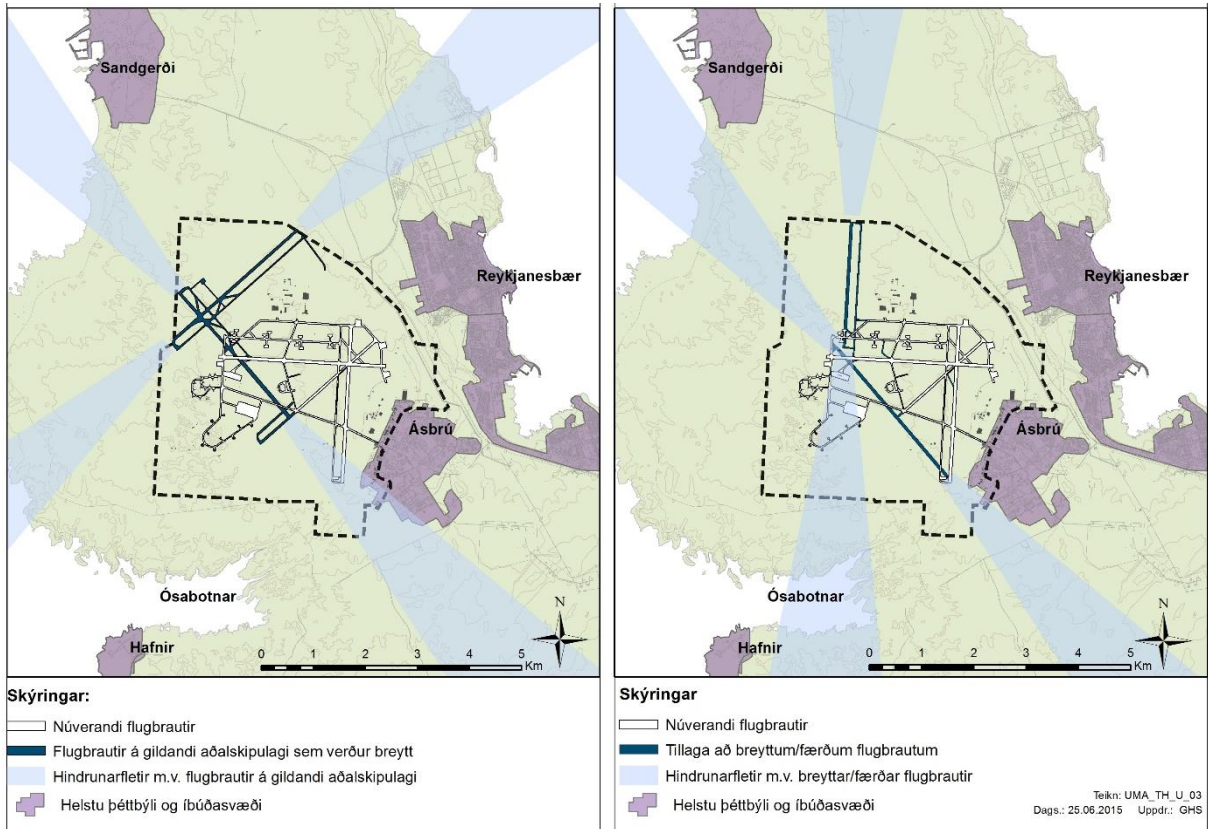 Sandgerði
Reykjanesbær
Ásbrú
Ósabotnar
Hafnir
N
0 1 2 3 4 5
Km
Skýringar:
Núverandi flugbrautir
Flugbrautir á gildandi aðalskipulagi sem verður breytt
Hindrunarfletir m.v. flugbrautir á gildandi aðalskipulagi
Helstu þéttbýli og íbúðasvæði
Sandgerði
Reykjanesbær
Ásbrú
Ósabotnar
Hafnir
N
0 1 2 3 4 5
Km
Skýringar
Núverandi flugbrautir
Tillaga að breyttum/færðum flugbrautum
Hindrunarfletir m.v. breyttar/færðar flugbrautir
Helstu þéttbýli og íbúðasvæði
Teikn: UMA_TH_U_03
Dags.: 25.06.2015 Uppdr.: GHS